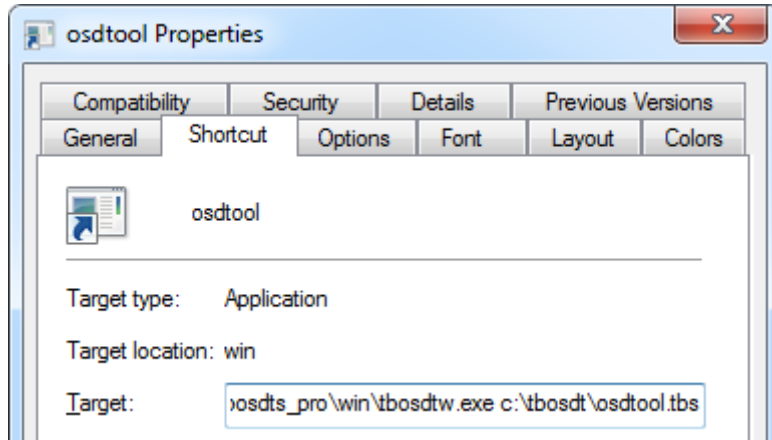 osdtool Properties
Compatibility Security Details Previous Versions
General Shortcut Options Font Layout Colors
osdtool
Target type: Application
Target location: win
Target: osdts_pro\win\tbosdtw.exe c:\tbosdt\osdtool.tbs